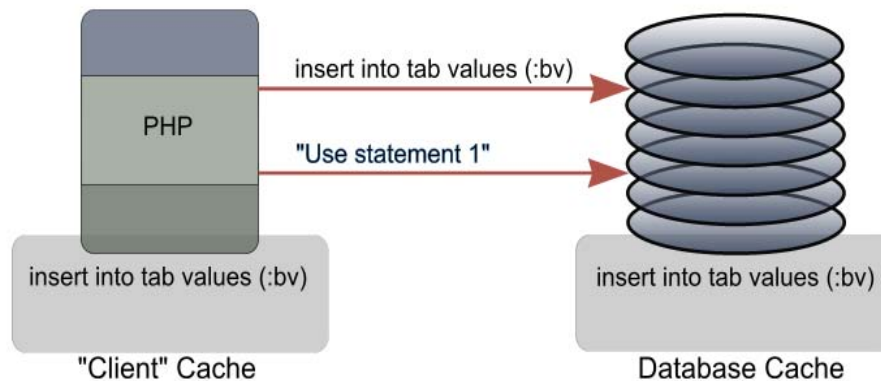 insert into tab values (:bv)
PHP
"Use statement 1"
insert into tab values (:bv)
insert into tab values (:bv)
"Client" Cache
Database Cache